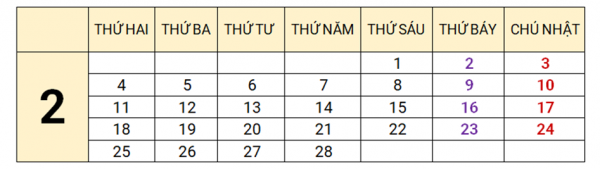 THỨ HAI THỨ BA THỨ TƯ THỨ NĂM THỨ SÁU THỨ BẢY CHỦ NHẬT
2
1 2 3
4 5 6 7 8 9 10
11 12 13 14 15 16 17
18 19 20 21 22 23 24
25 26 27 28